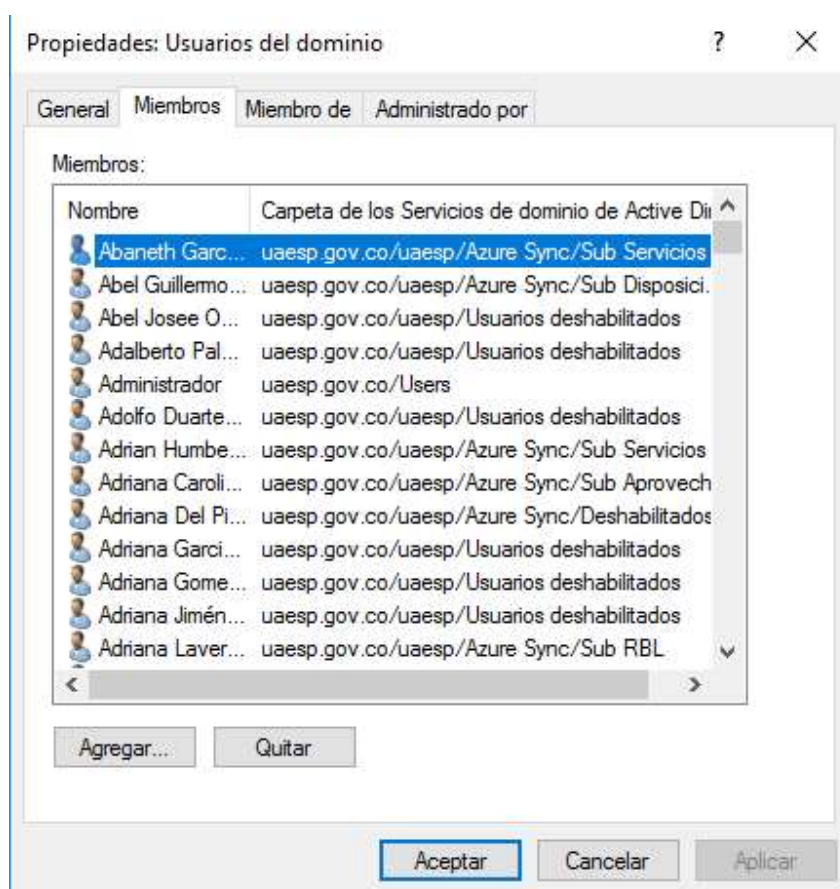 Propiedades: Usuarios del dominio ? ×
General Miembros Miembro de Administrado por
Miembros:
Nombre Carpeta de los Servicios de dominio de Active Di
Abaneth Garc... uaesp.gov.co/uaesp/Azure Sync/Sub Servicios
Abel Guillermo... uaesp.gov.co/uaesp/Azure Sync/Sub Disposici.
Abel Josee O... uaesp.gov.co/uaesp/Usuarios deshabilitados
Adalberto Pal... uaesp.gov.co/uaesp/Usuarios deshabilitados
Administrador uaesp.gov.co/Users
Adolfo Duarte... uaesp.gov.co/uaesp/Usuarios deshabilitados
Adrian Humbe... uaesp.gov.co/uaesp/Azure Sync/Sub Servicios
Adriana Caroli... uaesp.gov.co/uaesp/Azure Sync/Sub Aprovech
Adriana Del Pi... uaesp.gov.co/uaesp/Azure Sync/Deshabilitados
Adriana Garci... uaesp.gov.co/uaesp/Usuarios deshabilitados
Adriana Gome... uaesp.gov.co/uaesp/Usuarios deshabilitados
Adriana Jimén... uaesp.gov.co/uaesp/Usuarios deshabilitados
Adriana Laver... uaesp.gov.co/uaesp/Azure Sync/Sub RBL
Agregar... Quitar
Aceptar Cancelar Aplicar